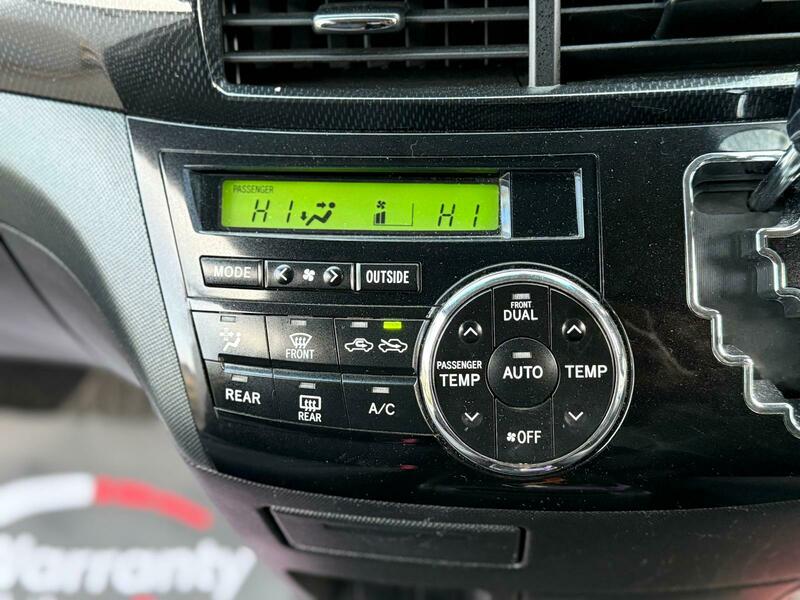 PASSENGER
HI HI
MODE OUTSIDE
FRONT
DUAL
FRONT
PASSENGER
TEMP
AUTO
TEMP
REAR
REAR
A/C
OFF
Warranty